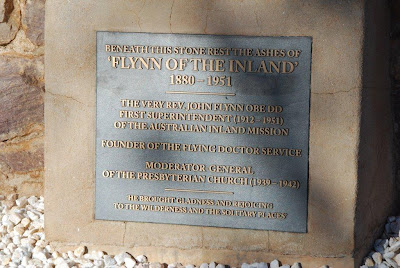 BENEATH THIS STONE REST THE ASHES OF
'FLYNN OF THE INLAND'
1880-1951
THE VERY REV. JOHN FLYNN OBE DD
FIRST SUPERINTENDENT (1912-1951)
OF THE AUSTRALIAN INLAND MISSION
FOUNDER OF THE FLYING DOCTOR SERVICE
MODERATOR GENERAL
OF THE PRESBYTERIAN CHURCH (1939-1942)
HE BROUGHT GLADNESS AND REJOICING
TO THE WILDERNESS AND THE SOLITARY PLACES